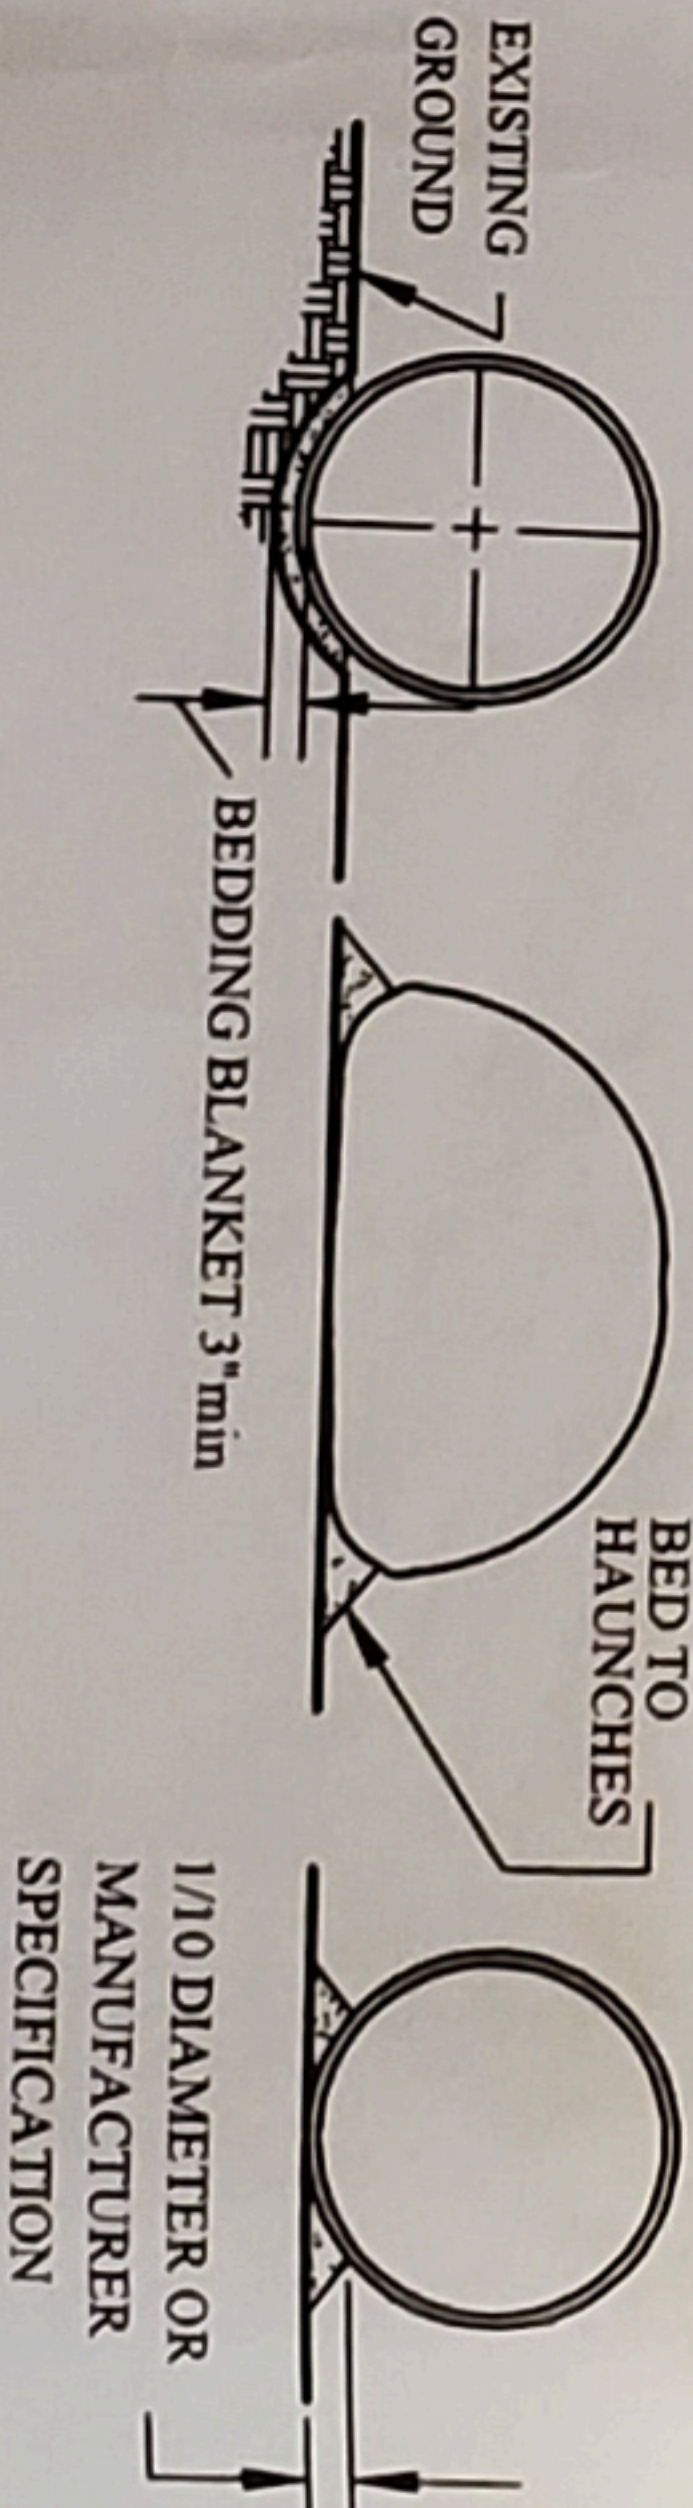 EXISTING
GROUND
BEDDING BLANKET 3"min
BED TO
HAUNCHES
1/10 DIAMETER OR
MANUFACTURER
SPECIFICATION